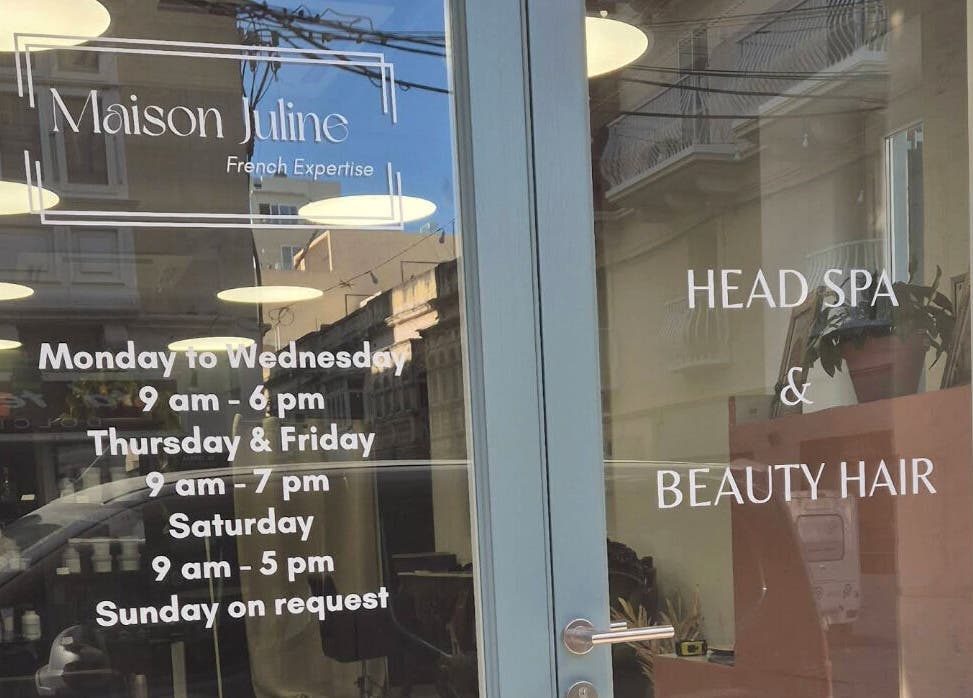 Maison Juline
French Expertise
Monday to Wednesday
9 am - 6 pm
Thursday & Friday
9 am - 7 pm
Saturday
9 am - 5 pm
Sunday on request
HEAD SPA
&
BEAUTY HAIR